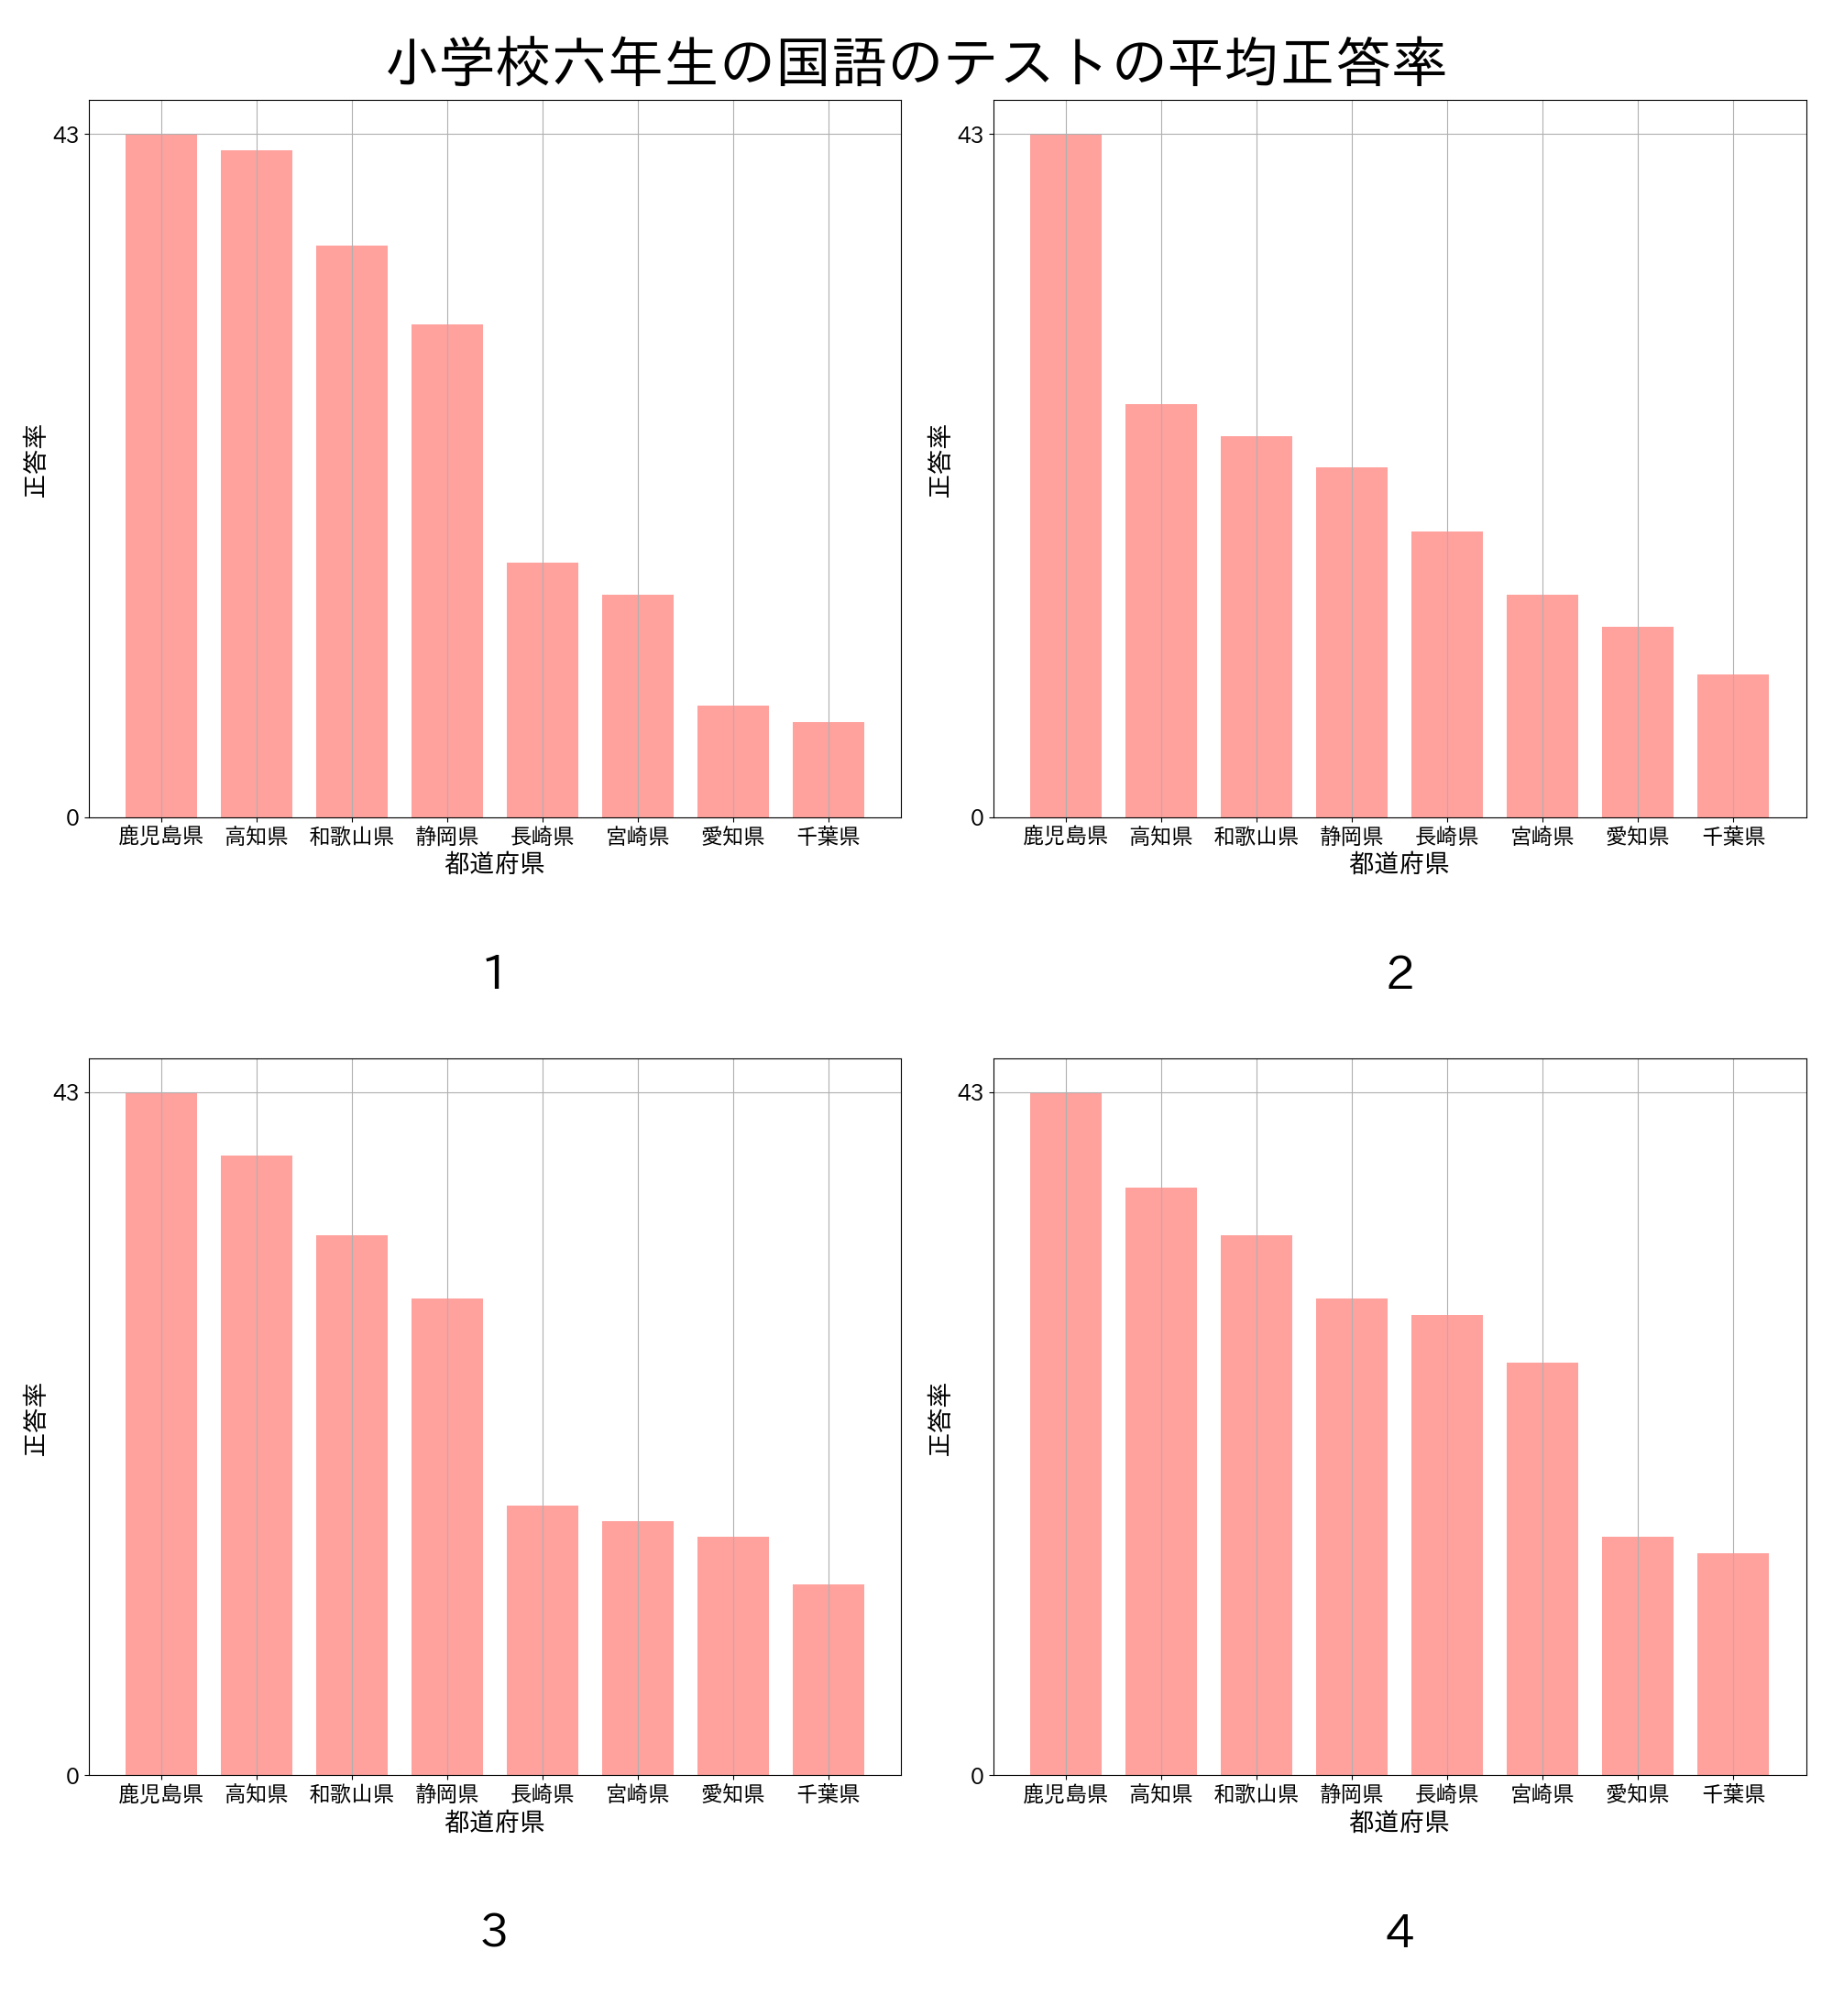 小学校六年生の国語のテストの平均正答率
43
0
正答率
鹿児島県 高知県 和歌山県 静岡県 長崎県 宮崎県 愛知県 千葉県
都道府県
1
43
0
正答率
鹿児島県 高知県 和歌山県 静岡県 長崎県 宮崎県 愛知県 千葉県
都道府県
2
43
0
正答率
鹿児島県 高知県 和歌山県 静岡県 長崎県 宮崎県 愛知県 千葉県
都道府県
3
43
0
正答率
鹿児島県 高知県 和歌山県 静岡県 長崎県 宮崎県 愛知県 千葉県
都道府県
4